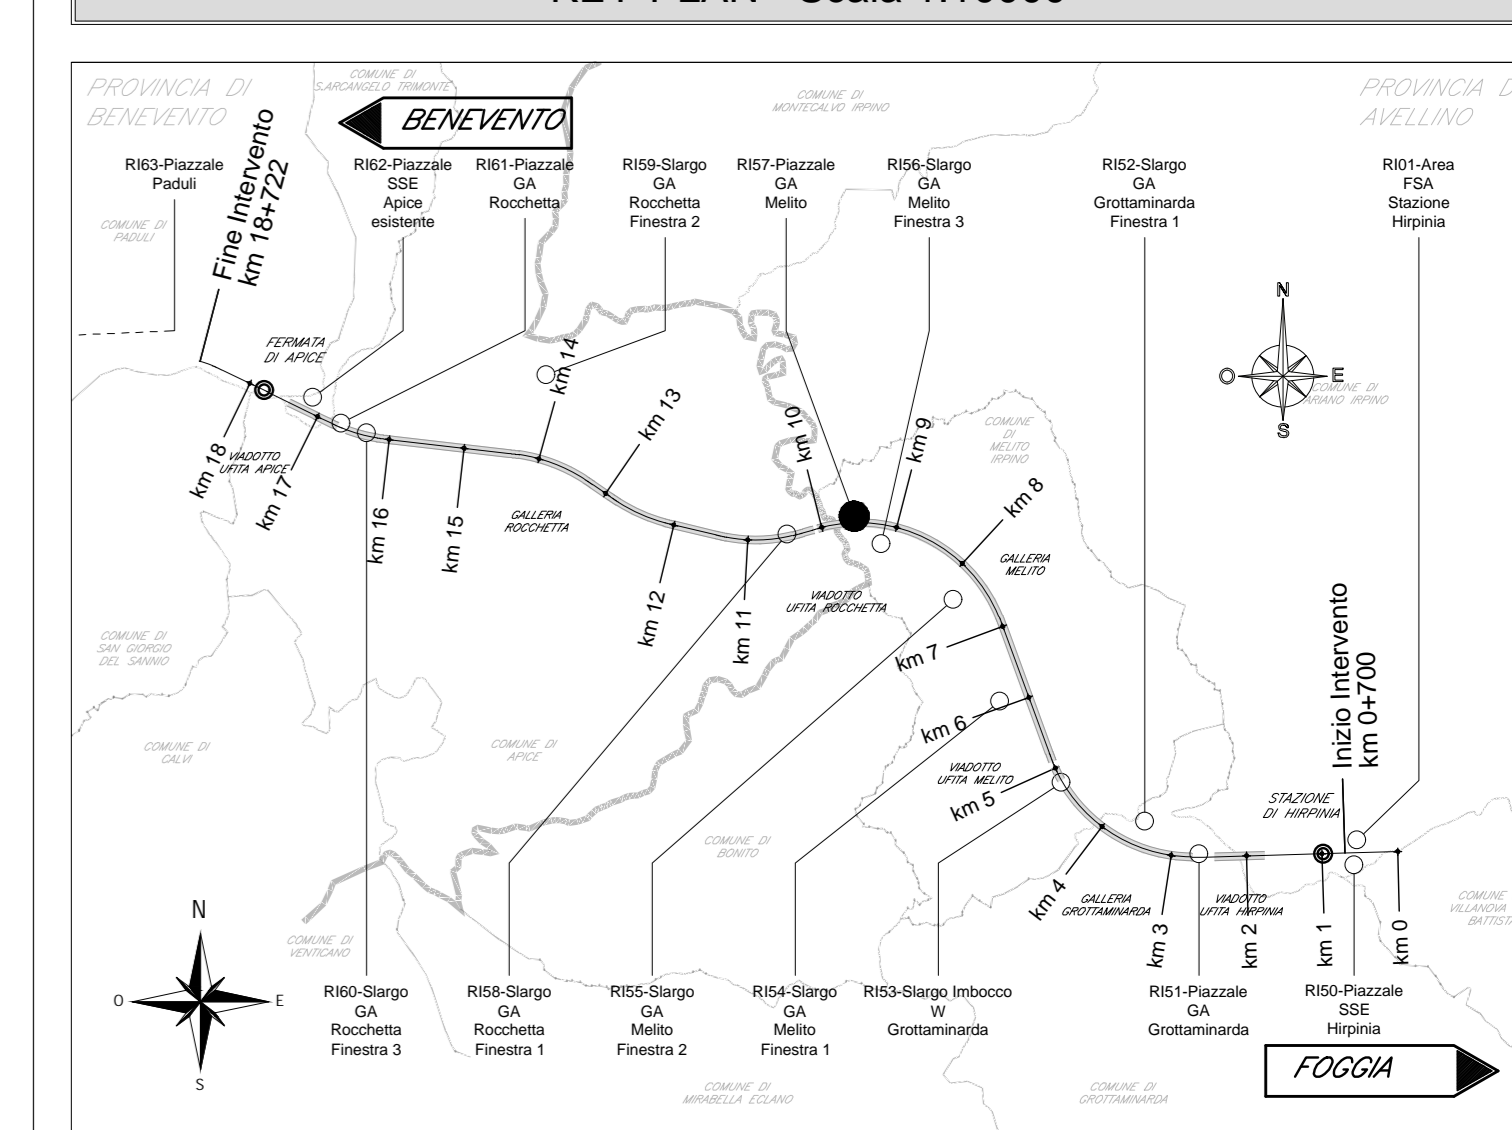 PROVINCIA DI
BENEVENTO
COMUNE DI
S.ARCANGELO TRIMONTE
BENEVENTO
COMUNE DI
MONTECALVO IRPINO
PROVINCIA D
AVELLINO
RI63-Piazzale
Paduli
RI62-Piazzale
SSE
Apice
esistente
RI61-Piazzale
GA
Rocchetta
RI59-Slargo
GA
Rocchetta
Finestra 2
RI57-Piazzale
GA
Melito
RI56-Slargo
GA
Melito
Finestra 3
RI52-Slargo
GA
Grottaminarda
Finestra 1
RI01-Area
FSA
Stazione
Hirpinia
COMUNE DI
PADULI
Fine Intervento
km 18+722
FERMATA
DI APICE
N
O
E
S
COMUNE DI
ARIANO IRPINO
km 18
VIADOTTO
UFITA APICE
km 17
km 16
km 15
km 14
km 13
GALLERIA
ROCCHETTA
km 12
km 11
km 10
km 9
km 8
COMUNE
DI
MELITO
IRPINO
GALLERIA
MELITO
VIADOTTO
UFITA ROCCHETTA
km 7
km 6
VIADOTTO
UFITA MELITO
km 5
km 4
Inizio Intervento
km 0+700
STAZIONE
DI HIRPINIA
COMUNE DI
SAN GIORGIO
DEL SANNIO
COMUNE DI
CALVI
COMUNE DI
APICE
COMUNE DI
BONITO
GALLERIA
GROTTAMINARDA
km 3
VIADOTTO
UFITA HIRPINIA
km 2
km 1
km 0
COMUNE
VILLANOVA
BATTIST
COMUNE DI
VENTICANO
N
O
E
S
RI60-Slargo
GA
Rocchetta
Finestra 3
RI58-Slargo
GA
Rocchetta
Finestra 1
RI55-Slargo
GA
Melito
Finestra 2
RI54-Slargo
GA
Melito
Finestra 1
RI53-Slargo Imbocco
W
Grottaminarda
RI51-Piazzale
GA
Grottaminarda
RI50-Piazzale
SSE
Hirpinia
FOGGIA
COMUNE DI
MIRABELLA ECLANO
COMUNE DI
GROTTAMINARDA